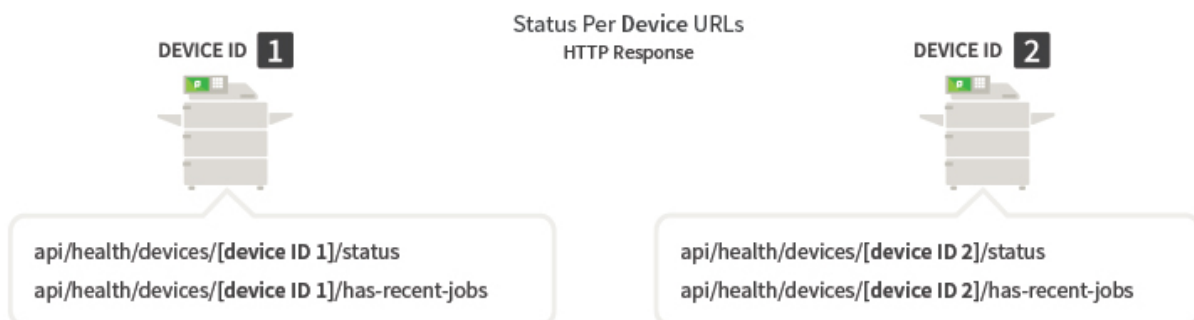 Status Per Device URLs
HTTP Response
DEVICE ID 1
DEVICE ID 2
api/health/devices/[device ID 1]/status
api/health/devices/[device ID 1]/has-recent-jobs
api/health/devices/[device ID 2]/status
api/health/devices/[device ID 2]/has-recent-jobs